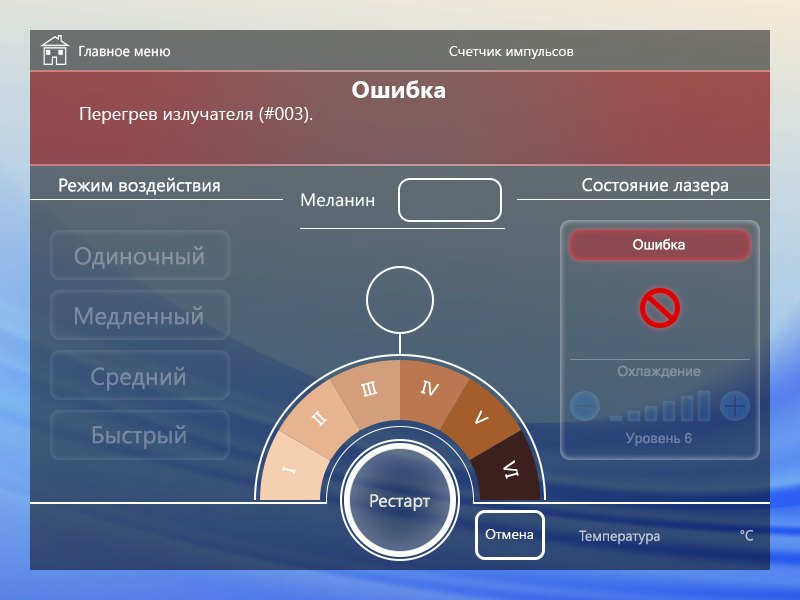 Главное меню
Счетчик импульсов
Ошибка
Перегрев излучателя (#003).
Режим воздействия
Меланин
Состояние лазера
Одиночный
Медленный
Средний
Быстрый
Ошибка
Охлаждение
Уровень 6
I
II
III
IV
V
VI
Рестарт
Отмена
Температура
°C